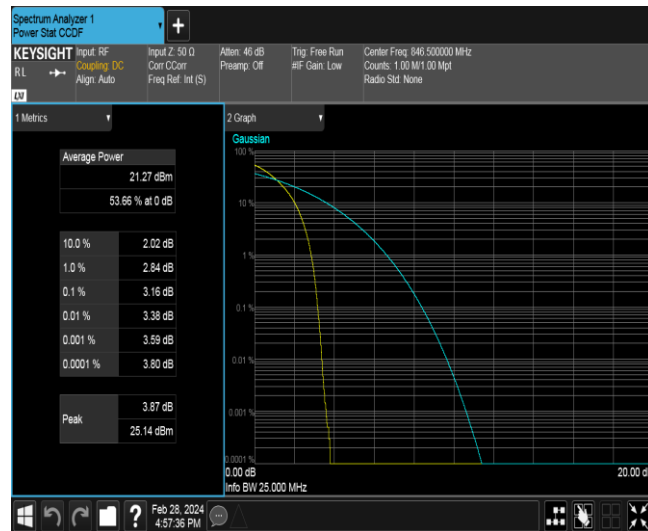 Spectrum Analyzer 1
Power Stat CCDF
+
KEYSIGHT
RL
LXI
Input: RF
Coupling: DC
Align: Auto
Input Z: 50 Ω
Corr CCorr
Freq Ref: Int (S)
Atten: 46 dB
Preamp: Off
Trig: Free Run
#IF Gain: Low
Center Freq: 846.500000 MHz
Counts: 1.00 M/1.00 Mpt
Radio Std: None
1 Metrics
Average Power
21.27 dBm
53.66 % at 0 dB
10.0 % 2.02 dB
1.0 % 2.84 dB
0.1 % 3.16 dB
0.01 % 3.38 dB
0.001 % 3.59 dB
0.0001 % 3.80 dB
Peak
3.87 dB
25.14 dBm
2 Graph
Gaussian
100 %
10 %
1 %
0.1 %
0.01 %
0.001 %
0.0001 %
0.00 dB
20.00 d
Info BW 25.000 MHz
?
Feb 28, 2024
4:57:36 PM